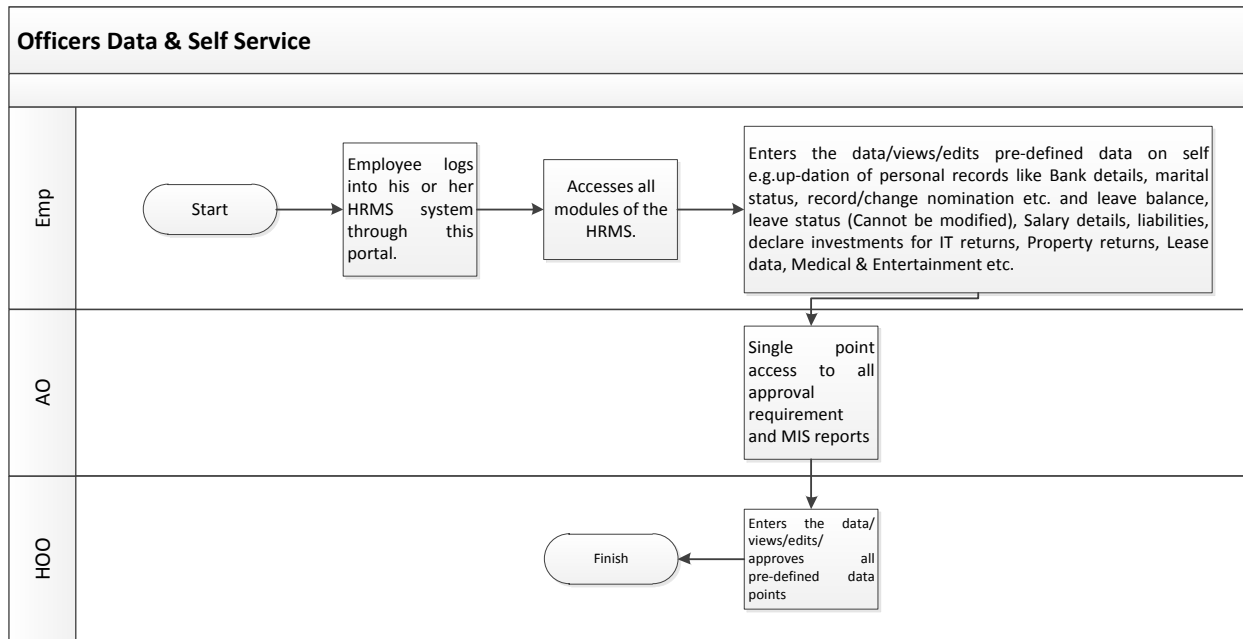 Officers Data & Self Service
Emp
Start
Employee logs
into his or her
HRMS system
through this
portal.
Accesses all
modules of the
HRMS.
Enters the data/views/edits pre-defined data on self
e.g.up-dation of personal records like Bank details, marital
status, record/change nomination etc. and leave balance,
leave status (Cannot be modified), Salary details, liabilities,
declare investments for IT returns, Property returns, Lease
data, Medical & Entertainment etc.
AO
Single point
access to all
approval
requirement
and MIS reports
HOO
Finish
Enters the data/
views/edits/
approves all
pre-defined data
points